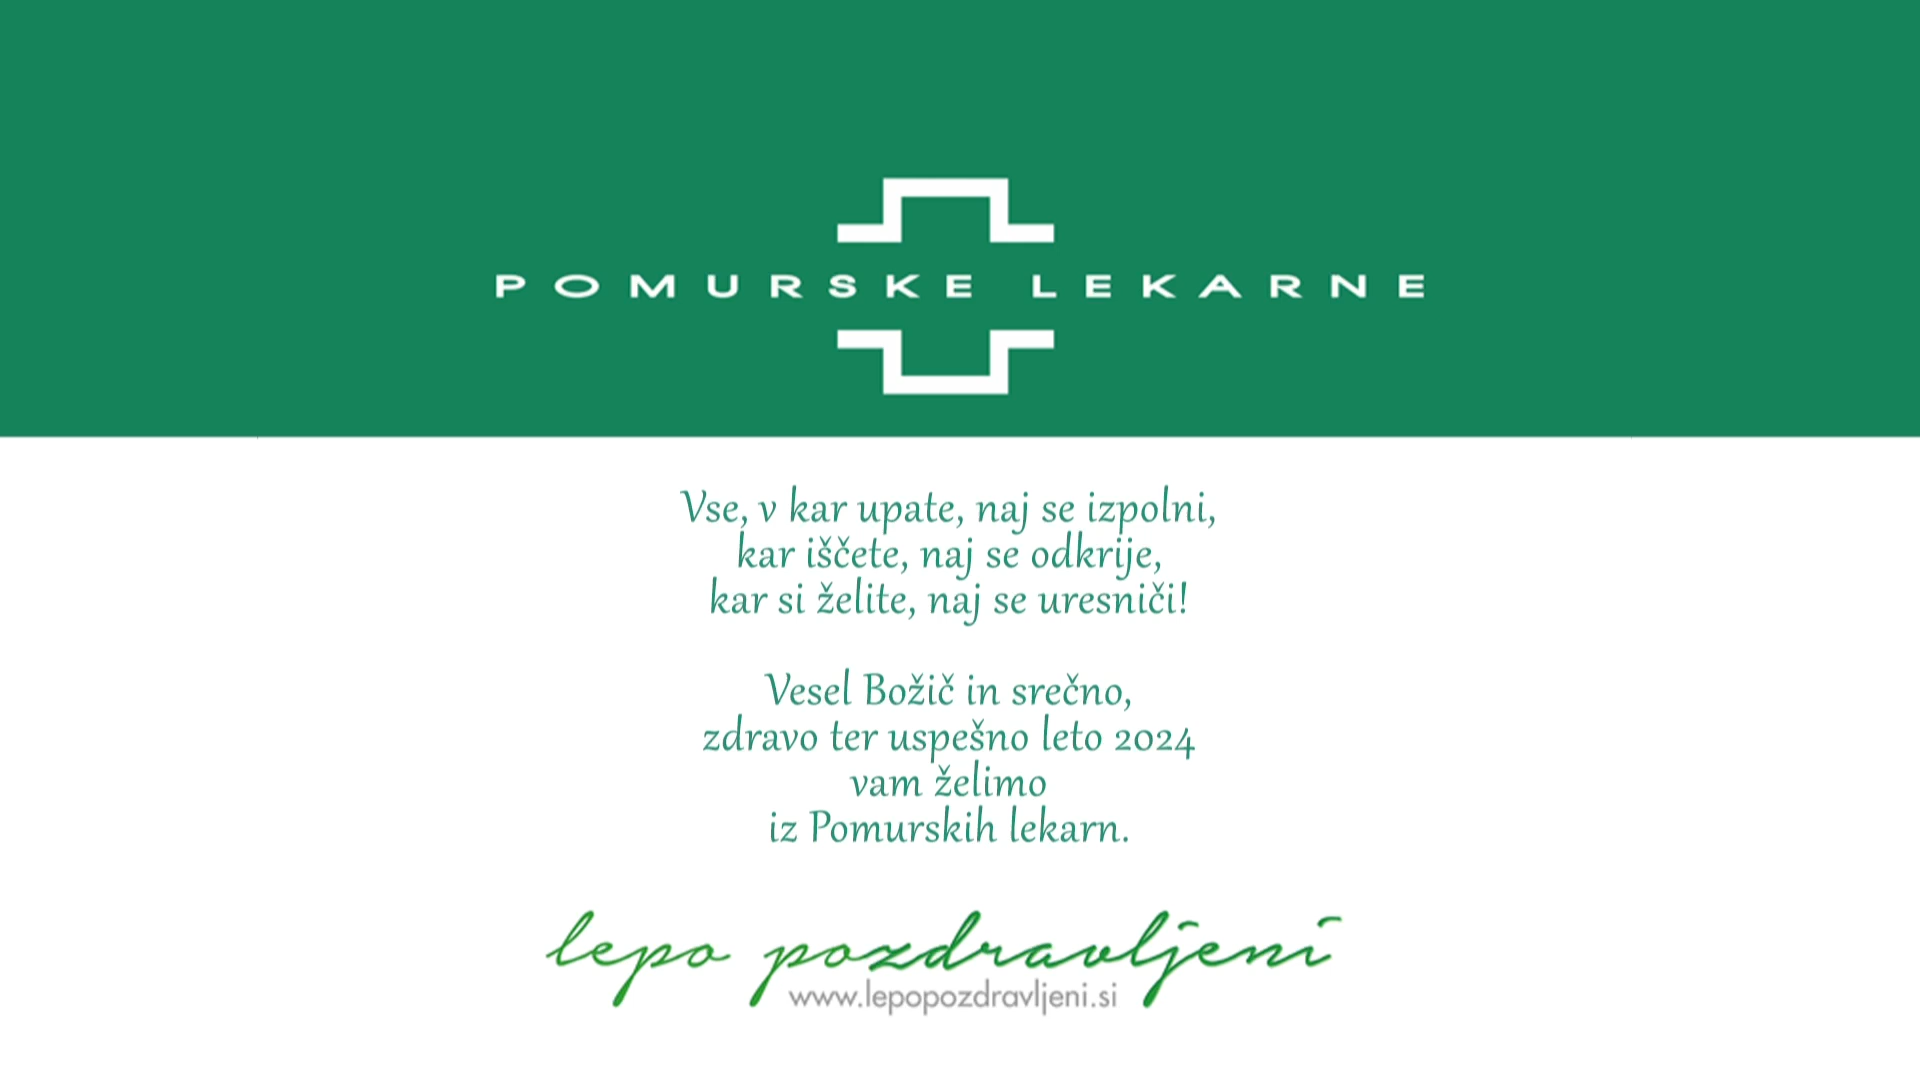 POMURSKE LEKARNE
Vse, v kar upate, naj se izpolni,
kar iščete, naj se odkrije,
kar si želite, naj se uresniči!
Vesel Božič in srečno,
zdravo ter uspešno leto 2024
vam želimo
iz Pomurskih lekarn.
lepo pozdravljeni
www.lepopozdravljeni.si